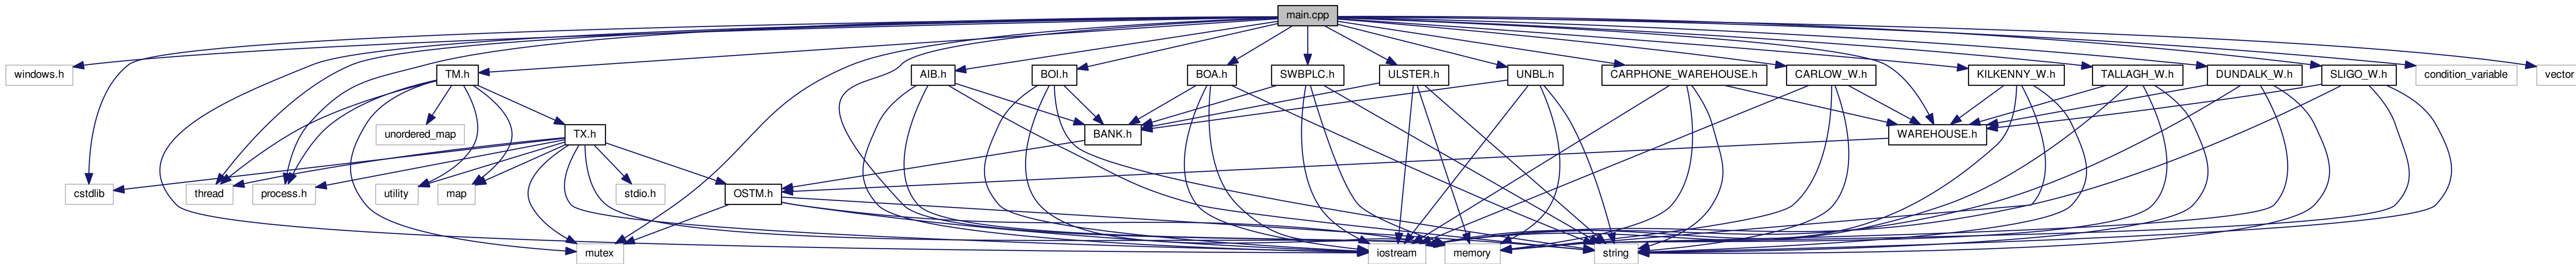 main.cpp
windows.h
TM.h
AIB.h
BOI.h
BOA.h
SWBPLC.h
ULSTER.h
UNBL.h
CARPHONE_WAREHOUSE.h
CARLOW_W.h
KILKENNY_W.h
TALLAGH_W.h
DUNDALK_W.h
SLIGO_W.h
condition_variable
vector
unordered_map
TX.h
BANK.h
WAREHOUSE.h
cstdlib
thread
process.h
utility
map
stdio.h
OSTM.h
mutex
iostream
memory
string